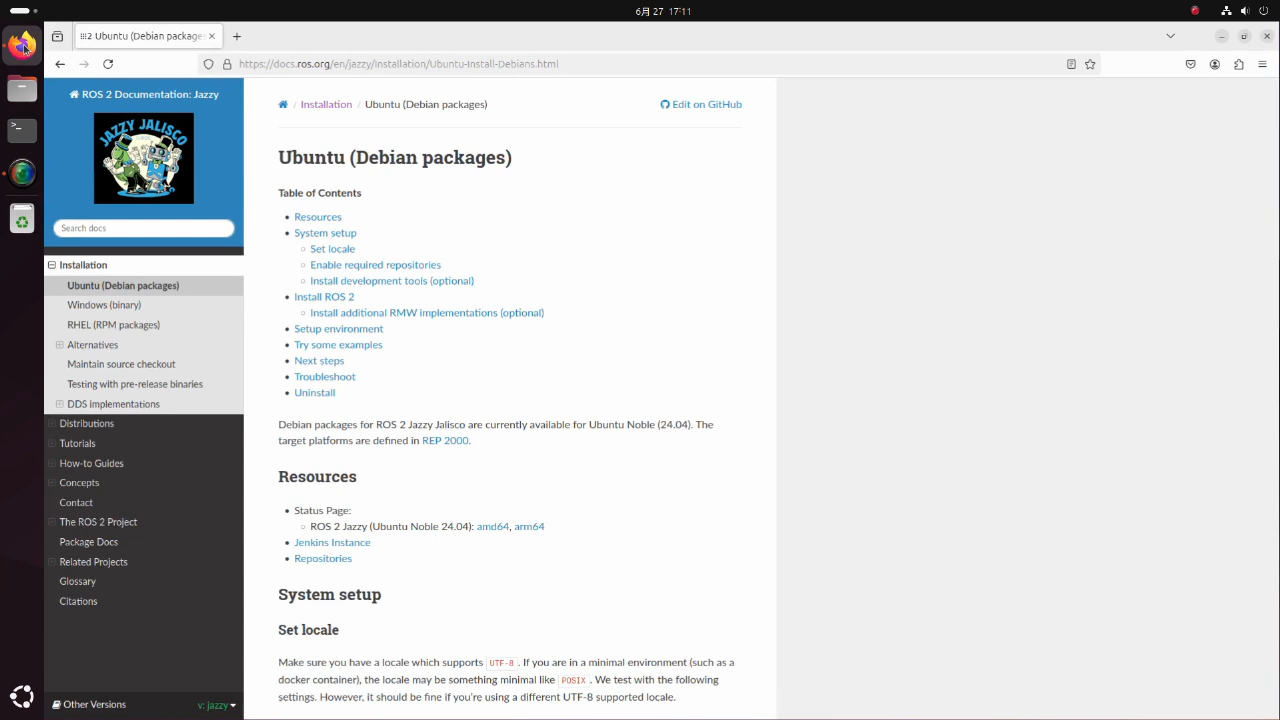 6月 27 17:11
Ubuntu (Debian package
https://docs.ros.org/en/jazzy/Installation/Ubuntu-Install-Debians.html
ROS 2 Documentation: Jazzy
JAZZY JALISCO
Search docs
Installation
Ubuntu (Debian packages)
Windows (binary)
RHEL (RPM packages)
Alternatives
Maintain source checkout
Testing with pre-release binaries
DDS implementations
Distributions
Tutorials
How-to Guides
Concepts
Contact
The ROS 2 Project
Package Docs
Related Projects
Glossary
Citations
Other Versions
v: jazzy
/ Installation / Ubuntu (Debian packages)
Edit on GitHub
Ubuntu (Debian packages)
Table of Contents
Resources
System setup
Set locale
Enable required repositories
Install development tools (optional)
Install ROS 2
Install additional RMW implementations (optional)
Setup environment
Try some examples
Next steps
Troubleshoot
Uninstall
Debian packages for ROS 2 Jazzy Jalisco are currently available for Ubuntu Noble (24.04). The
target platforms are defined in REP 2000.
Resources
Status Page:
ROS 2 Jazzy (Ubuntu Noble 24.04): amd64, arm64
Jenkins Instance
Repositories
System setup
Set locale
Make sure you have a locale which supports UTF-8 . If you are in a minimal environment (such as a
docker container), the locale may be something minimal like POSIX . We test with the following
settings. However, it should be fine if you're using a different UTF-8 supported locale.